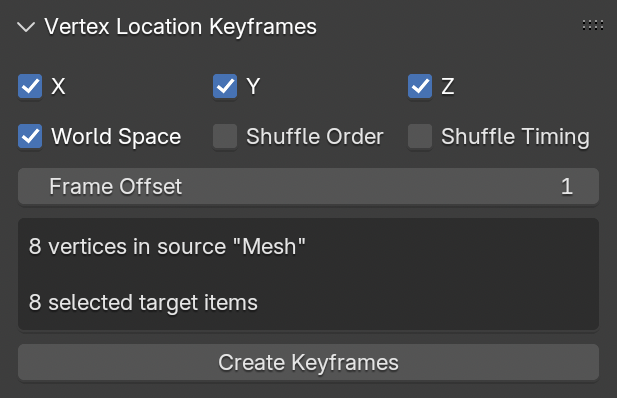 Vertex Location Keyframes
X Y Z
World Space Shuffle Order Shuffle Timing
Frame Offset 1
8 vertices in source "Mesh"
8 selected target items
Create Keyframes